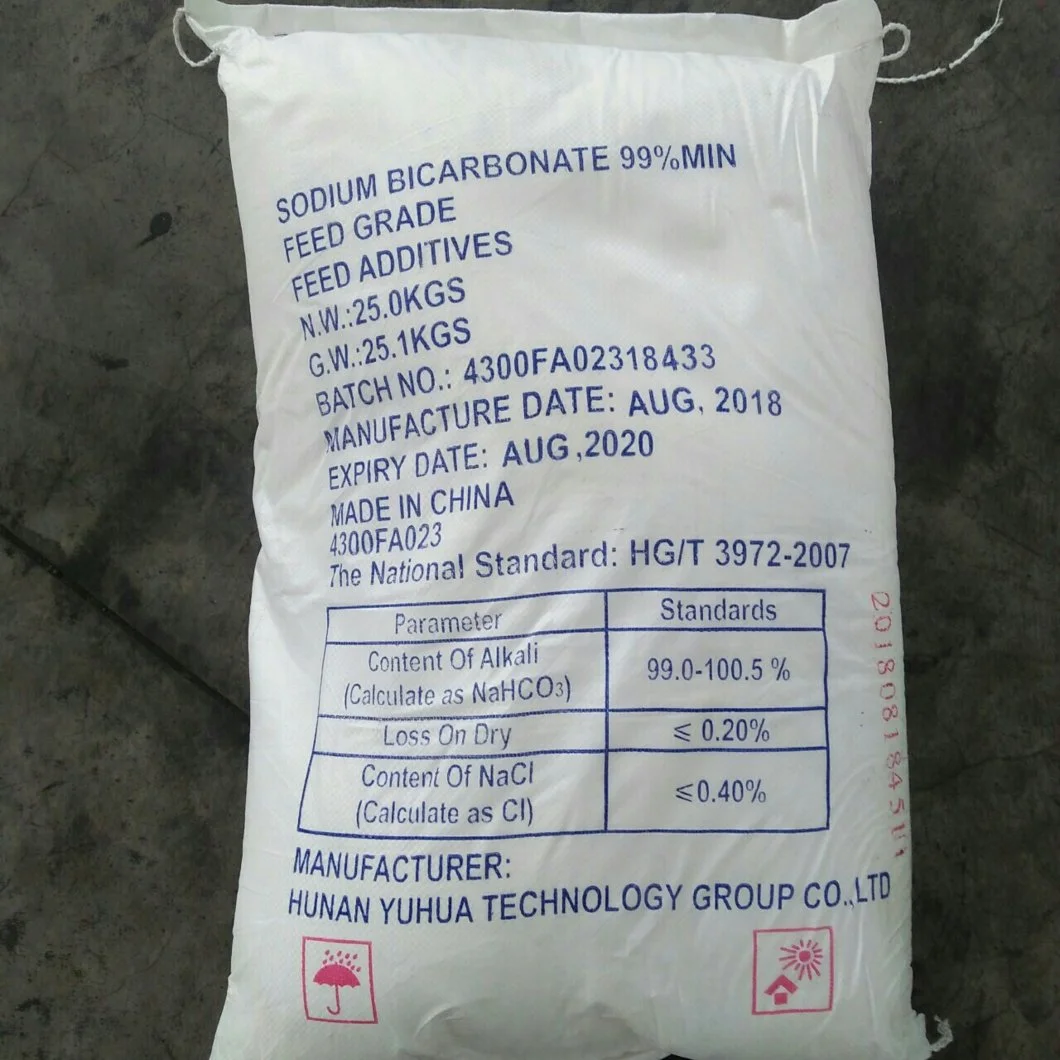 SODIUM BICARBONATE 99%MIN
FEED GRADE
FEED ADDITIVES
N.W.:25.0KGS
G.W.:25.1KGS
BATCH NO.: 4300FA02318433
MANUFACTURE DATE: AUG, 2018
EXPIRY DATE: AUG,2020
MADE IN CHINA
4300FA023
The National Standard: HG/T 3972-2007
Parameter Standards
Content Of Alkali
(Calculate as NaHCO3) 99.0-100.5 %
Loss On Dry ≤ 0.20%
Content Of NaCl
(Calculate as Cl) ≤0.40%
MANUFACTURER:
HUNAN YUHUA TECHNOLOGY GROUP CO.,LTD